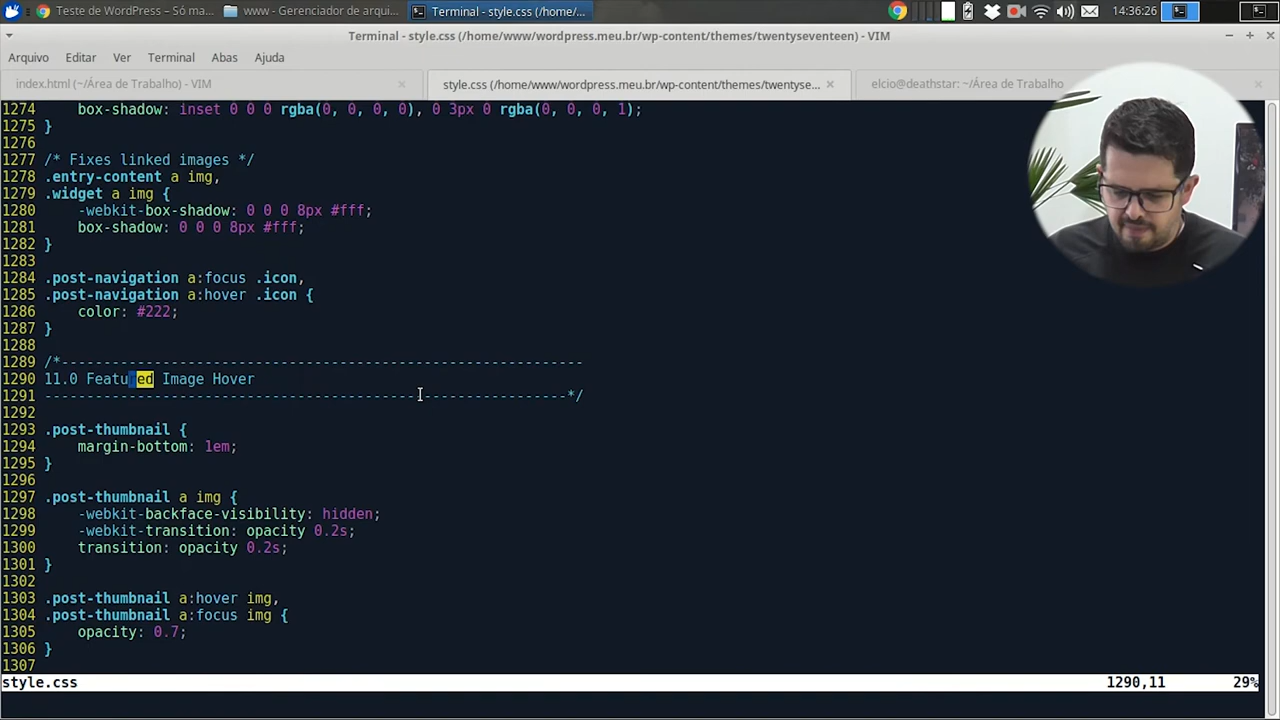 Teste de WordPress – Só ma... www - Gerenciador de arqui... Terminal - style.css (/home/... 14:36:26
Terminal - style.css (/home/www/wordpress.meu.br/wp-content/themes/twentyseventeen) - VIM
Arquivo Editar Ver Terminal Abas Ajuda
index.html (~/Área de Trabalho) - VIM style.css (/home/www/wordpress.meu.br/wp-content/themes/twentyse... elcio@deathstar: ~/Área de Trabalho
1274 box-shadow: inset 0 0 0 rgba(0, 0, 0, 0), 0 3px 0 rgba(0, 0, 0, 1);
1275 }
1276
1277 /* Fixes linked images */
1278 .entry-content a img,
1279 .widget a img {
1280 -webkit-box-shadow: 0 0 0 8px #fff;
1281 box-shadow: 0 0 0 8px #fff;
1282 }
1283
1284 .post-navigation a:focus .icon,
1285 .post-navigation a:hover .icon {
1286 color: #222;
1287 }
1288
1289 /*--------------------------------------------------------------
1290 11.0 Featured Image Hover
1291 --------------------------------------------------------------*/
1292
1293 .post-thumbnail {
1294 margin-bottom: 1em;
1295 }
1296
1297 .post-thumbnail a img {
1298 -webkit-backface-visibility: hidden;
1299 -webkit-transition: opacity 0.2s;
1300 transition: opacity 0.2s;
1301 }
1302
1303 .post-thumbnail a:hover img,
1304 .post-thumbnail a:focus img {
1305 opacity: 0.7;
1306 }
1307
style.css 1290,11 29%